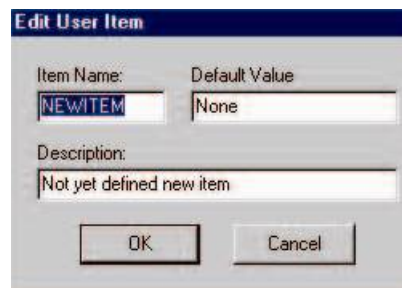 Edit User Item
Item Name: Default Value
NEWITEM None
Description:
Not yet defined new item
OK Cancel